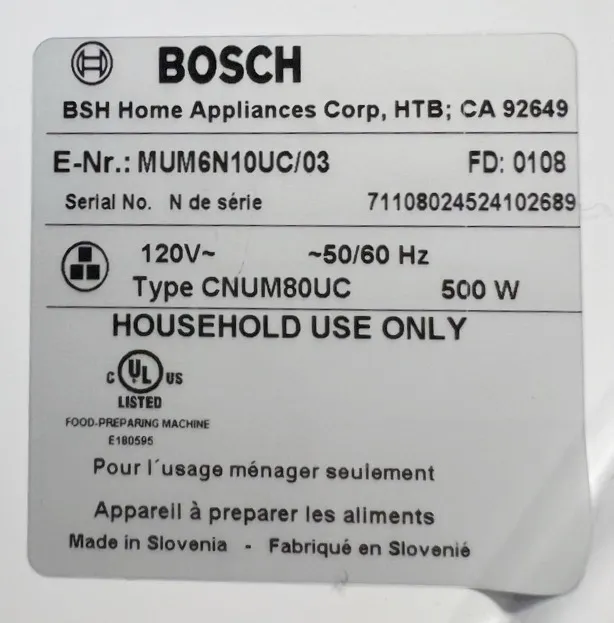 BOSCH
BSH Home Appliances Corp, HTB; CA 92649
E-Nr.: MUM6N10UC/03 FD: 0108
Serial No. N de série 71108024524102689
120V~ ~50/60 Hz
Type CNUM80UC 500 W
HOUSEHOLD USE ONLY
C UL US
LISTED
FOOD-PREPARING MACHINE
E180595
Pour l´usage ménager seulement
Appareil à preparer les aliments
Made in Slovenia - Fabriqué en Slovenié